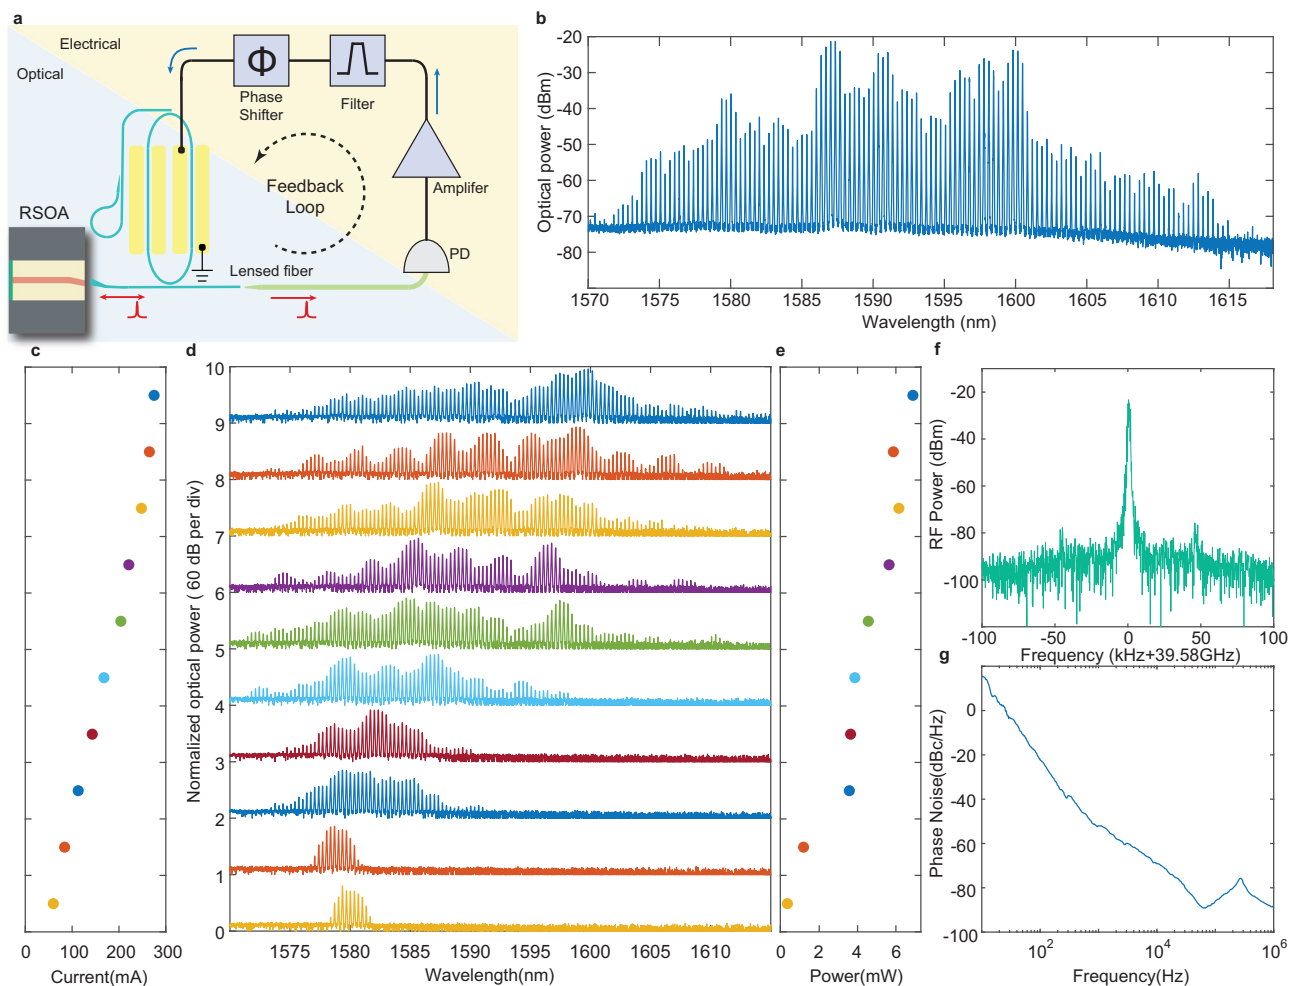 a
Electrical
Optical
Φ
Phase
Shifter
Filter
Feedback
Loop
Amplifer
RSOA
PD
Lensed fiber
b
-20
-30
-40
-50
-60
-70
-80
Optical power (dBm)
1570 1575 1580 1585 1590 1595 1600 1605 1610 1615
Wavelength (nm)
c
0 100 200 300
Current(mA)
d
10
9
8
7
6
5
4
3
2
1
0
Normalized optical power ( 60 dB per div)
1575 1580 1585 1590 1595 1600 1605 1610
Wavelength(nm)
e
0 2 4 6
Power(mW)
f
-20
-40
-60
-80
-100
RF Power (dBm)
-100 -50 0 50 100
Frequency (kHz+39.58GHz)
g
0
-20
-40
-60
-80
-100
Phase Noise(dBc/Hz)
10² 10⁴ 10⁶
Frequency(Hz)